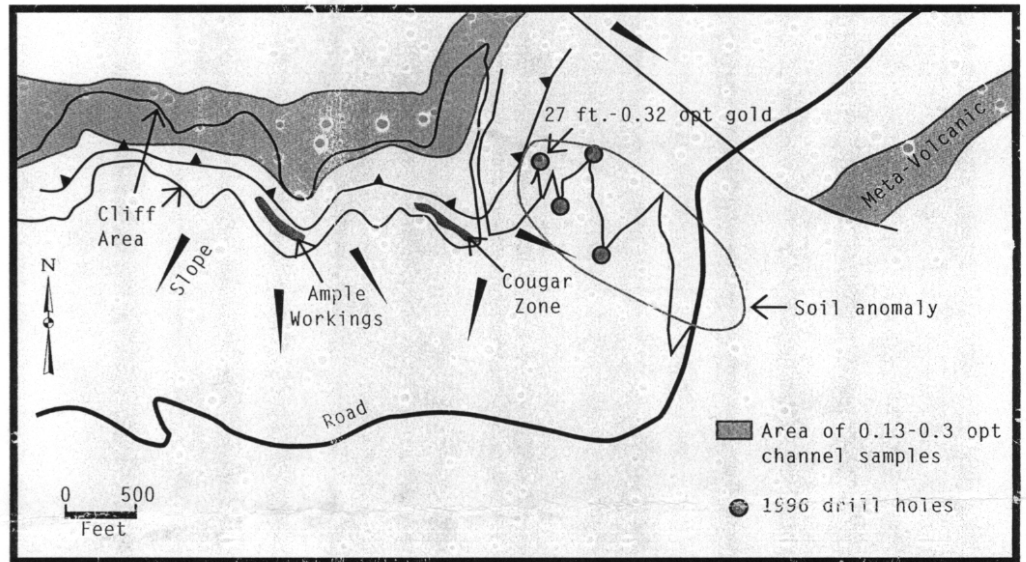 27 ft.-0.32 opt gold
Meta-Volcanic
Cliff
Area
Slope
N
Ample
Workings
Cougar
Zone
Soil anomaly
Road
Area of 0.13-0.3 opt
channel samples
0 500
Feet
1996 drill holes